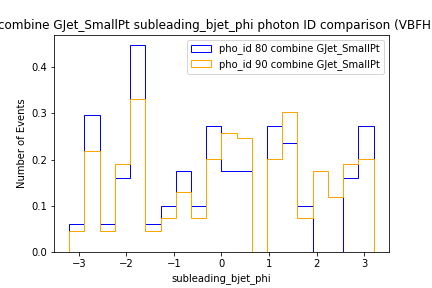 combine GJet_SmallPt subleading_bjet_phi photon ID comparison (VBFH
pho_id 80 combine GJet_SmallPt
pho_id 90 combine GJet_SmallPt
Number of Events
0.4
0.3
0.2
0.1
0.0
−3 −2 −1 0 1 2 3
subleading_bjet_phi